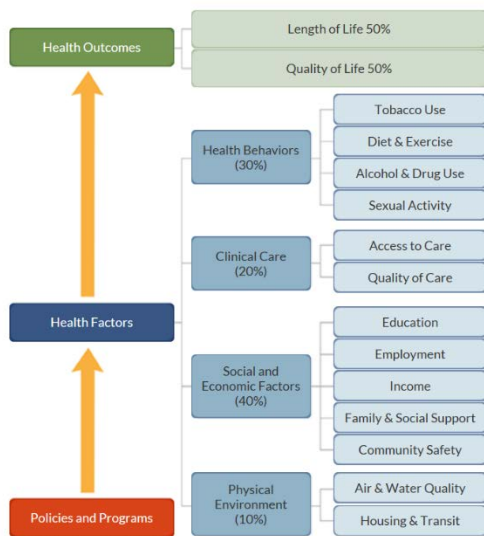 Health Outcomes
Length of Life 50%
Quality of Life 50%
Health Factors
Health Behaviors
(30%)
Tobacco Use
Diet & Exercise
Alcohol & Drug Use
Sexual Activity
Clinical Care
(20%)
Access to Care
Quality of Care
Social and
Economic Factors
(40%)
Education
Employment
Income
Family & Social Support
Community Safety
Physical
Environment
(10%)
Air & Water Quality
Housing & Transit
Policies and Programs